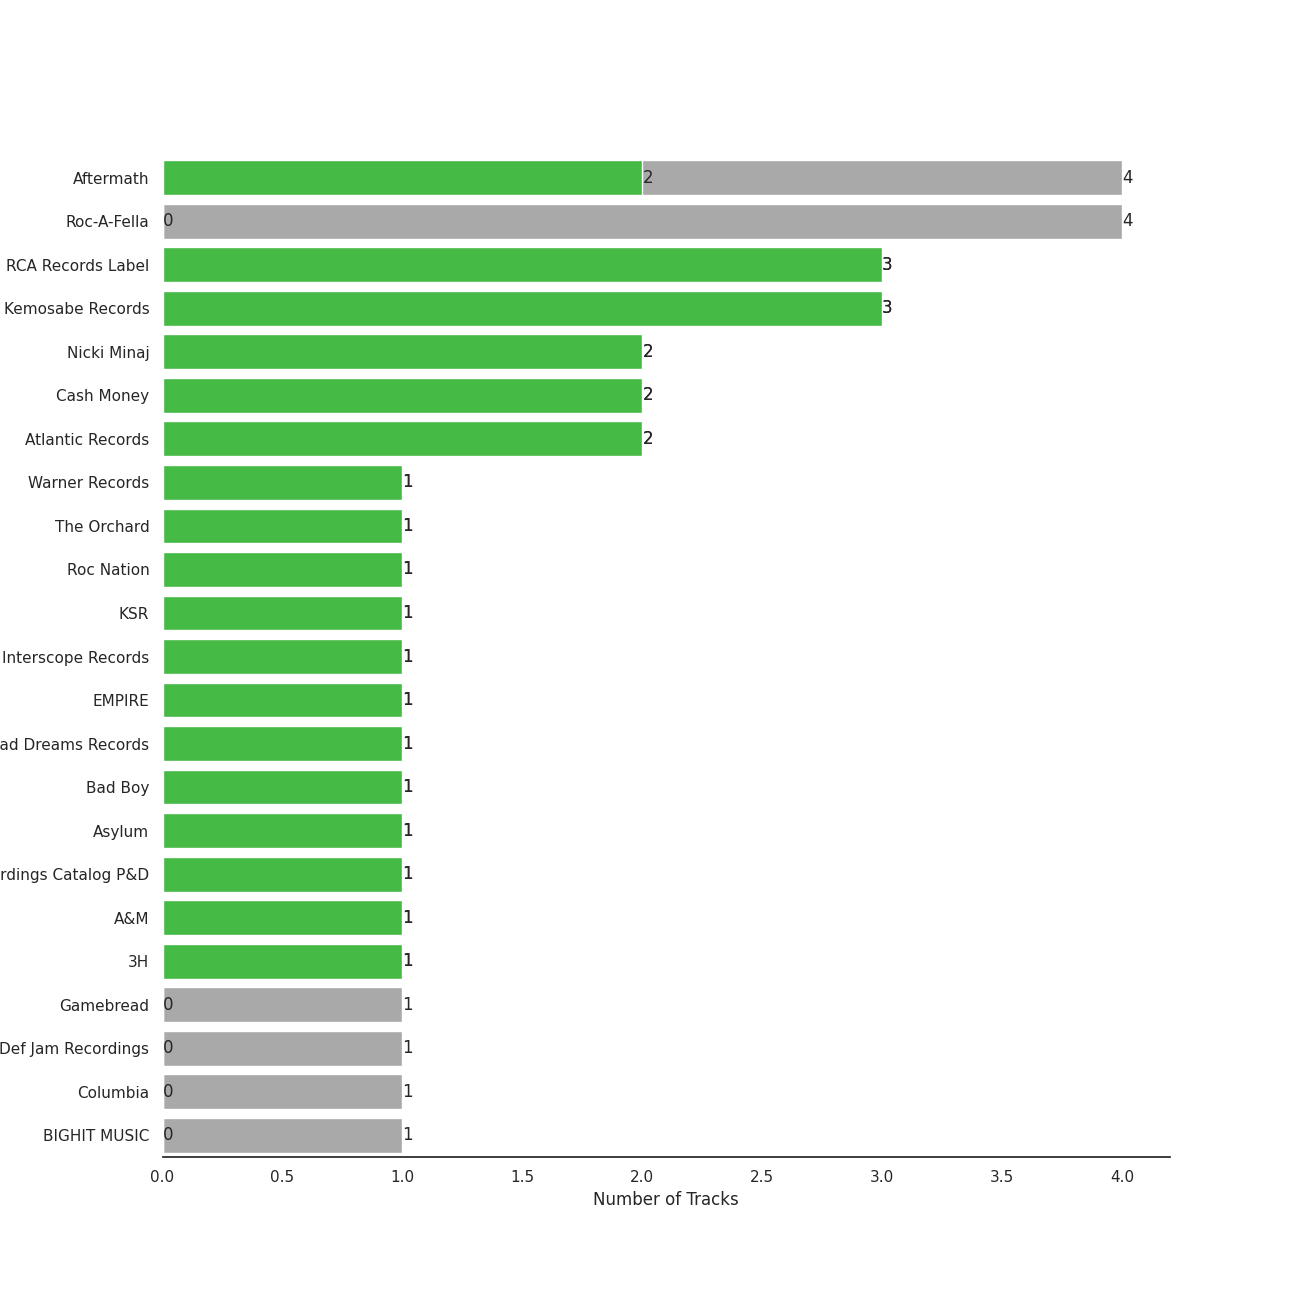 Aftermath 2 4
Roc-A-Fella 0 4
RCA Records Label 3
Kemosabe Records 3
Nicki Minaj 2
Cash Money 2
Atlantic Records 2
Warner Records 1
The Orchard 1
Roc Nation 1
KSR 1
Interscope Records 1
EMPIRE 1
ad Dreams Records 1
Bad Boy 1
Asylum 1
rdings Catalog P&D 1
A&M 1
3H 1
Gamebread 0 1
Def Jam Recordings 0 1
Columbia 0 1
BIGHIT MUSIC 0 1
0.0 0.5 1.0 1.5 2.0 2.5 3.0 3.5 4.0
Number of Tracks